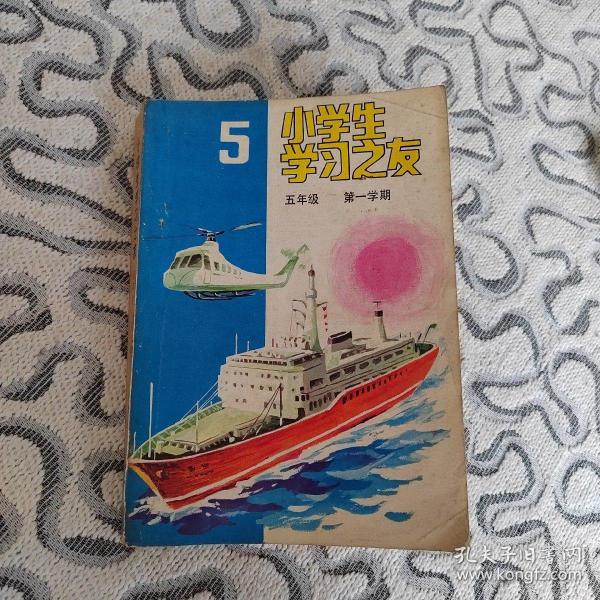 5
小学生
学习之友
五年级 第一学期
孔夫子旧书网
www.kongfz.com